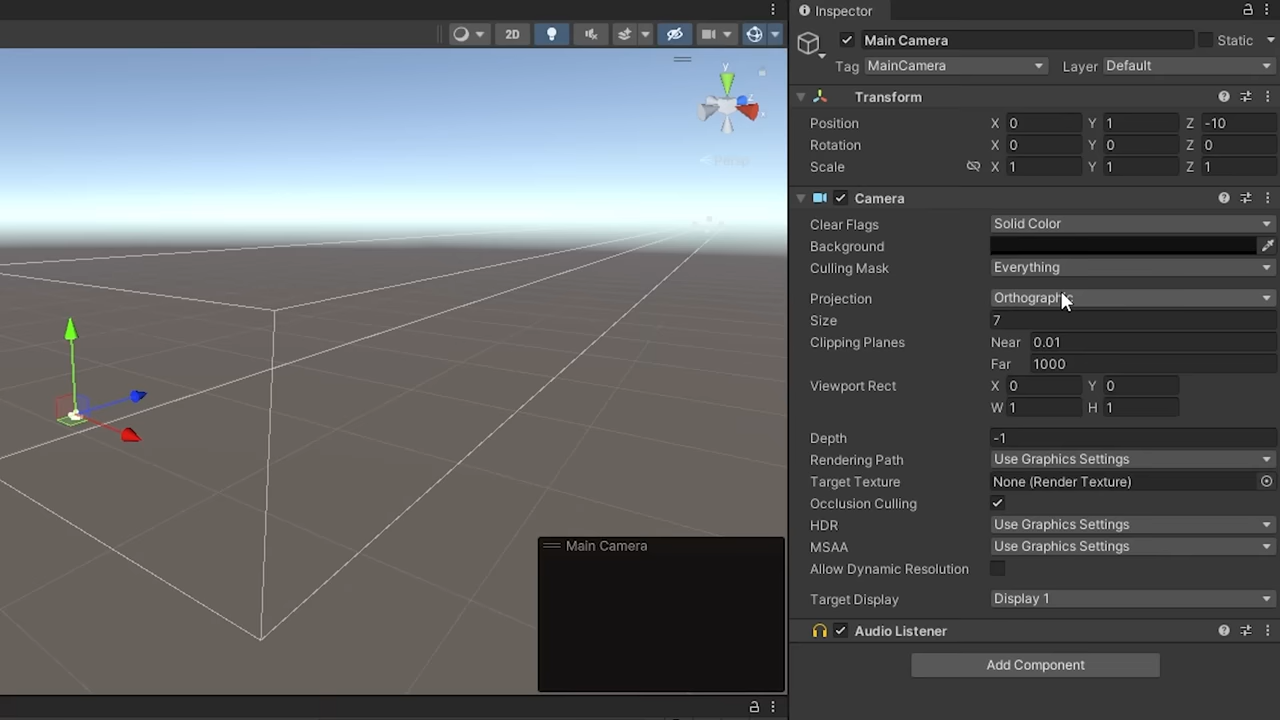 Inspector
Main Camera Static
Tag MainCamera Layer Default
2D
Transform
y
z
Position X 0 Y 1 Z -10
Rotation X 0 Y 0 Z 0
Persp
Scale X 1 Y 1 Z 1
Camera
Clear Flags Solid Color
Background
Culling Mask Everything
Projection Orthographic
Size 7
Clipping Planes Near 0.01
Far 1000
Viewport Rect X 0 Y 0
W 1 H 1
Depth -1
Rendering Path Use Graphics Settings
Target Texture None (Render Texture)
Occlusion Culling
HDR Use Graphics Settings
Main Camera
MSAA Use Graphics Settings
Allow Dynamic Resolution
Target Display Display 1
Audio Listener
Add Component